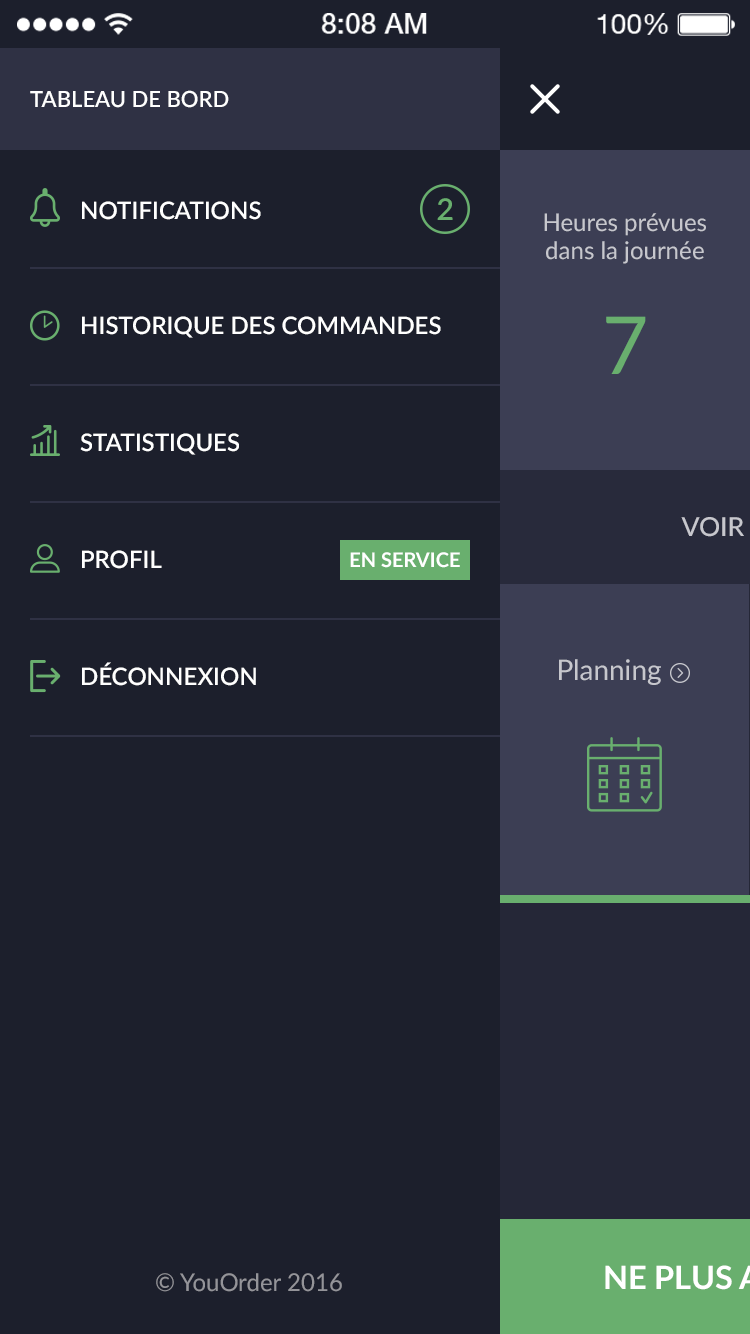 8:08 AM
100%
TABLEAU DE BORD
NOTIFICATIONS
2
HISTORIQUE DES COMMANDES
STATISTIQUES
PROFIL
EN SERVICE
DÉCONNEXION
© YouOrder 2016
Heures prévues
dans la journée
7
VOIR
Planning
NE PLUS A